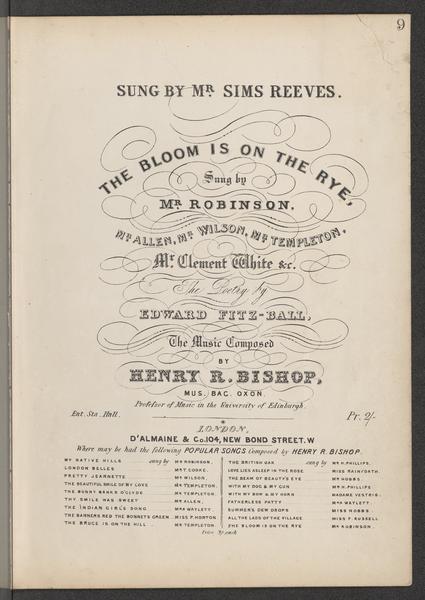 9
SUNG BY MR. SIMS REEVES.
THE BLOOM IS ON THE RYE,
Sung by
MR. ROBINSON,
MR. ALLEN, MR. WILSON, MR. TEMPLETON,
Mr. Clement White &c.
The Poetry by
EDWARD FITZ-BALL,
The Music Composed
BY
HENRY R. BISHOP,
MUS. BAC. OXON.
Professor of Music in the University of Edinburgh.
Ent. Sta. Hall. Pr. 2/-
LONDON,
D'ALMAINE & Co. 104, NEW BOND STREET. W
Where may be had the following POPULAR SONGS Composed by HENRY R. BISHOP.
MY NATIVE HILLS sung by MR. ROBINSON.
LONDON BELLES " MR. T. COOKE.
PRETTY JEARNETTE " MR. WILSON.
THE BEAUTIFUL SMILE OF MY LOVE MR. TEMPLETON.
THE BONNY BANKS O'CLYDE MR. TEMPLETON.
THY SMILE WAS SWEET MR. ALLEN.
THE INDIAN GIRL'S SONG MRS. WAYLETT.
THE BANNERS RED THE BONNETS GREEN MISS P. HORTON.
THE BRUCE IS ON THE HILL MR. TEMPLETON.
THE BRITISH OAK sung by MR. H. PHILLIPS.
LOVE LIES ASLEEP IN THE ROSE MISS RAINFORTH.
THE BEAM OF BEAUTY'S EYE MR. HOBBS.
WITH MY DOG & MY GUN MR. H. PHILLIPS.
WITH MY BOW & MY HORN MADAME VESTRIS.
FATHERLESS PATTY MRS. WAYLETT.
SUMMER'S DEW DROPS MISS HOBBS.
ALL THE LADS OF THE VILLAGE MISS F. RUSSELL.
THE BLOOM IS ON THE RYE MR. ROBINSON.
Price 2/- each